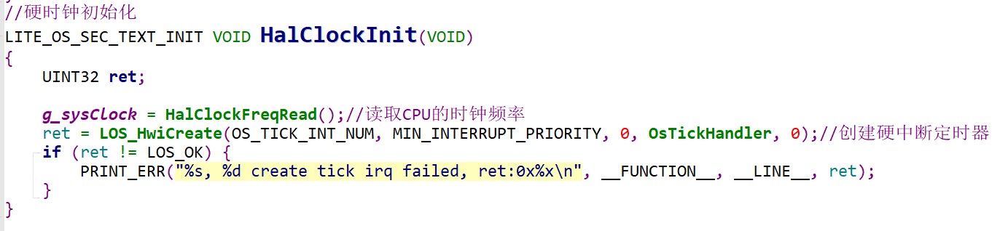 //硬时钟初始化
LITE_OS_SEC_TEXT_INIT VOID HalClockInit(VOID)
{
    UINT32 ret;

    g_sysClock = HalClockFreqRead();//读取CPU的时钟频率
    ret = LOS_HwiCreate(OS_TICK_INT_NUM, MIN_INTERRUPT_PRIORITY, 0, OsTickHandler, 0);//创建硬中断定时器
    if (ret != LOS_OK) {
        PRINT_ERR("%s, %d create tick irq failed, ret:0x%x\n", __FUNCTION__, __LINE__, ret);
    }
}